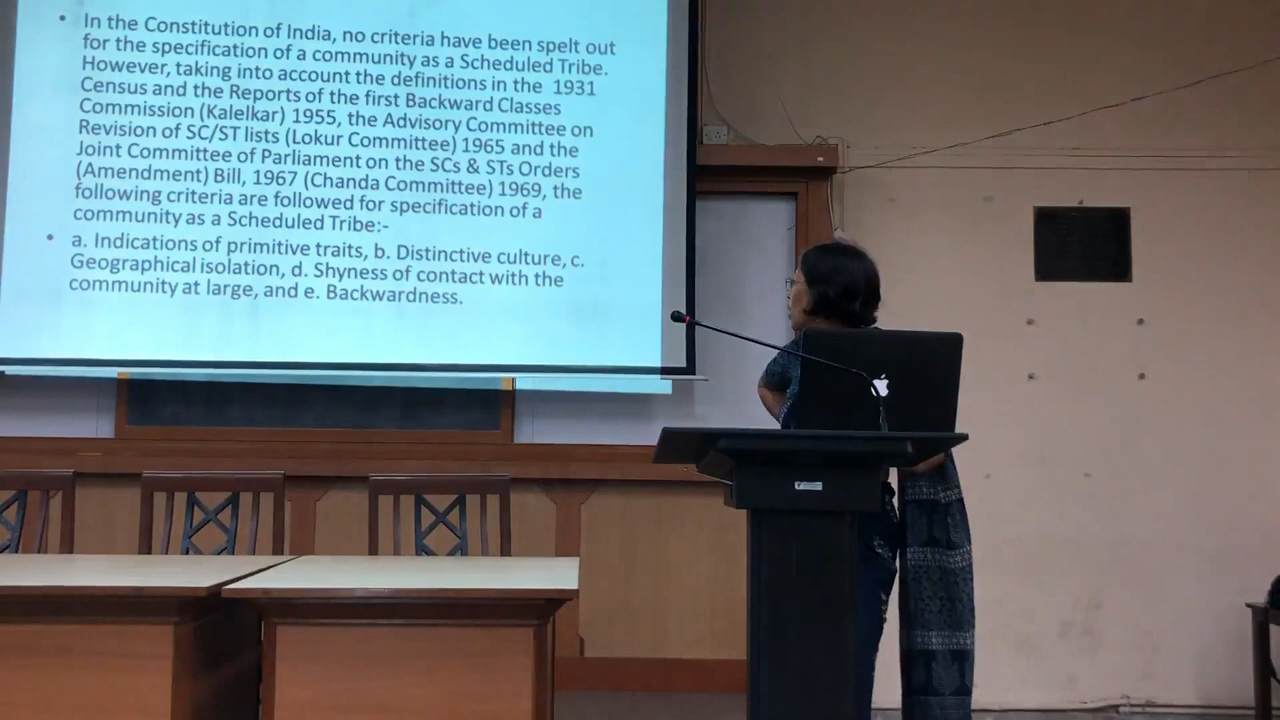 • In the Constitution of India, no criteria have been spelt out
for the specification of a community as a Scheduled Tribe.
However, taking into account the definitions in the 1931
Census and the Reports of the first Backward Classes
Commission (Kalelkar) 1955, the Advisory Committee on
Revision of SC/ST lists (Lokur Committee) 1965 and the
Joint Committee of Parliament on the SCs & STs Orders
(Amendment) Bill, 1967 (Chanda Committee) 1969, the
following criteria are followed for specification of a
community as a Scheduled Tribe:-
• a. Indications of primitive traits, b. Distinctive culture, c.
Geographical isolation, d. Shyness of contact with the
community at large, and e. Backwardness.